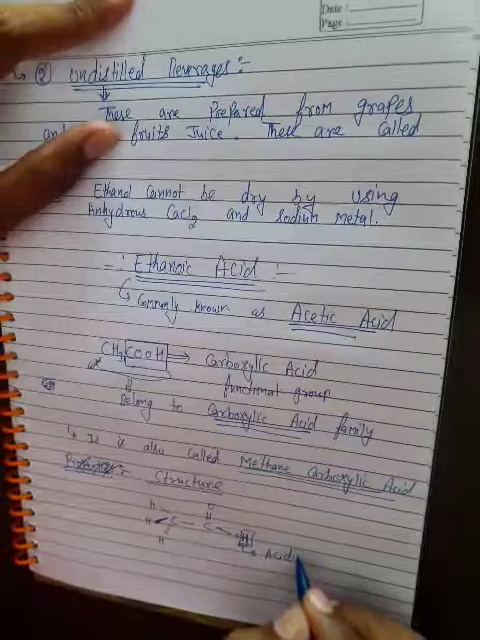 Date :
Page :
② Undistilled Beverages :-
These are Prepared from grapes
and fruits Juice. These are Called
Ethanol Cannot be dry by using
Anhydrous CaCl2 and Sodium metal.
-: Ethanoic Acid :-
Commonly known as Acetic Acid
CH3 COOH ⇒ Carboxylic Acid
functional group
Belong to Carboxylic Acid family
It is also called Methane Carboxylic Acid
Structure
H O
H C C H
H
Acid